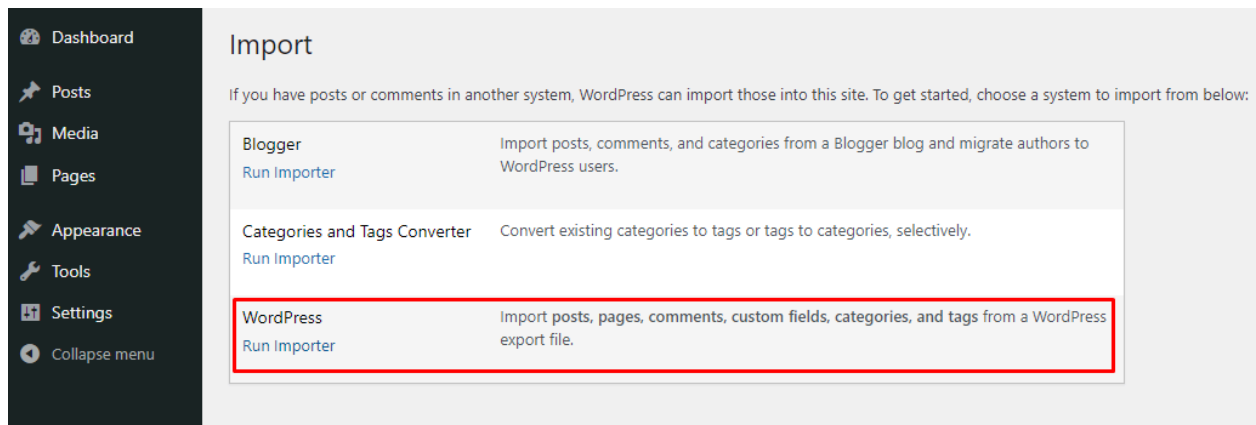 Dashboard
Posts
Media
Pages
Appearance
Tools
Settings
Collapse menu
Import
If you have posts or comments in another system, WordPress can import those into this site. To get started, choose a system to import from below:
Blogger
Run Importer
Import posts, comments, and categories from a Blogger blog and migrate authors to
WordPress users.
Categories and Tags Converter
Run Importer
Convert existing categories to tags or tags to categories, selectively.
WordPress
Run Importer
Import posts, pages, comments, custom fields, categories, and tags from a WordPress
export file.